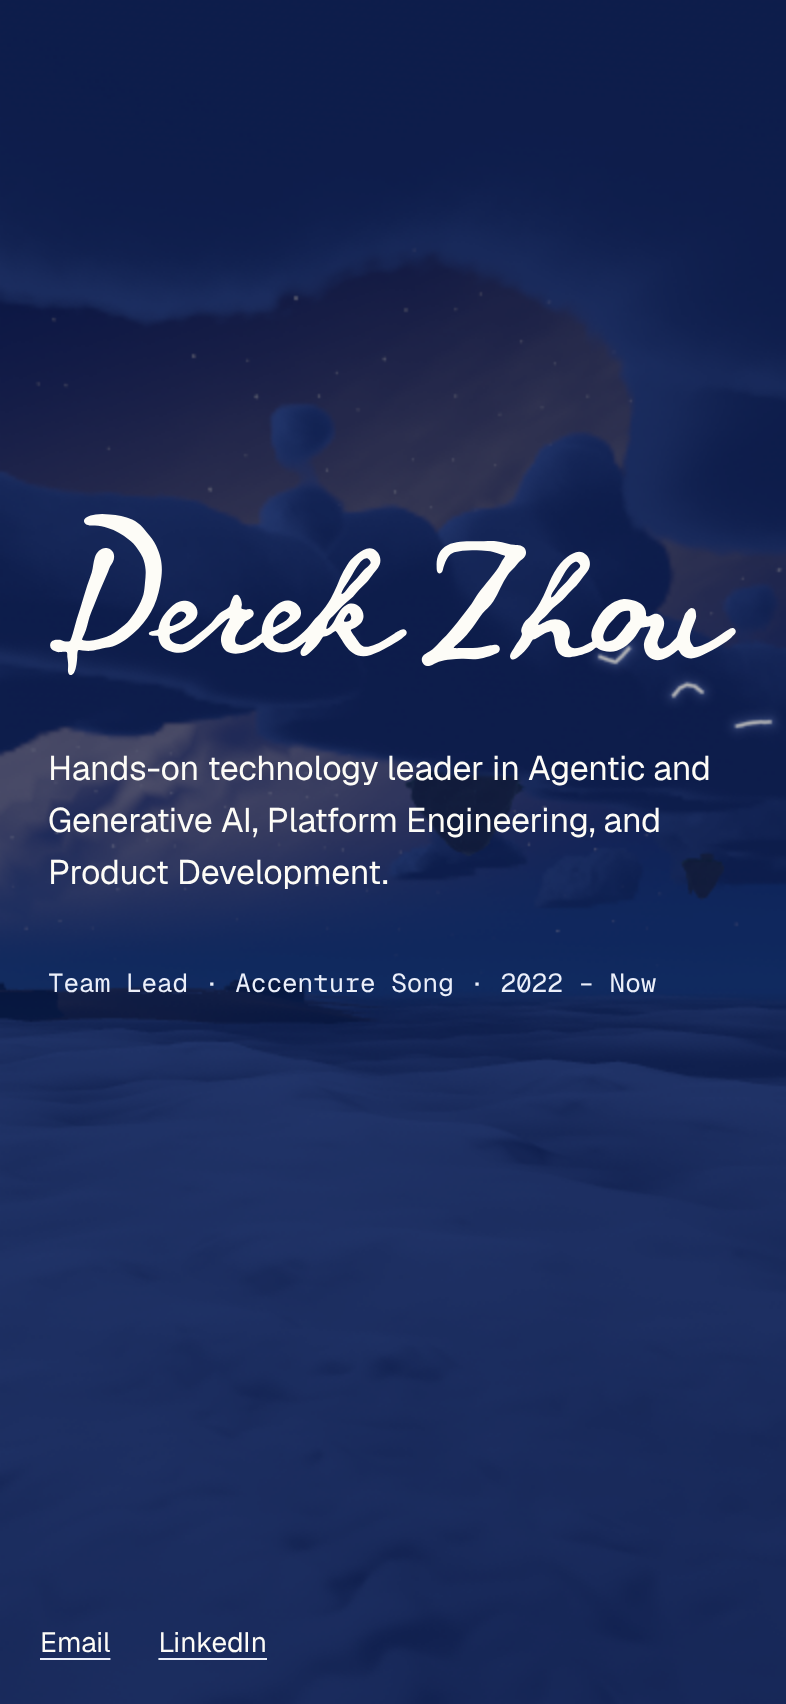 Derek Zhou
Hands-on technology leader in Agentic and
Generative AI, Platform Engineering, and
Product Development.
Team Lead · Accenture Song · 2022 – Now
Email LinkedIn